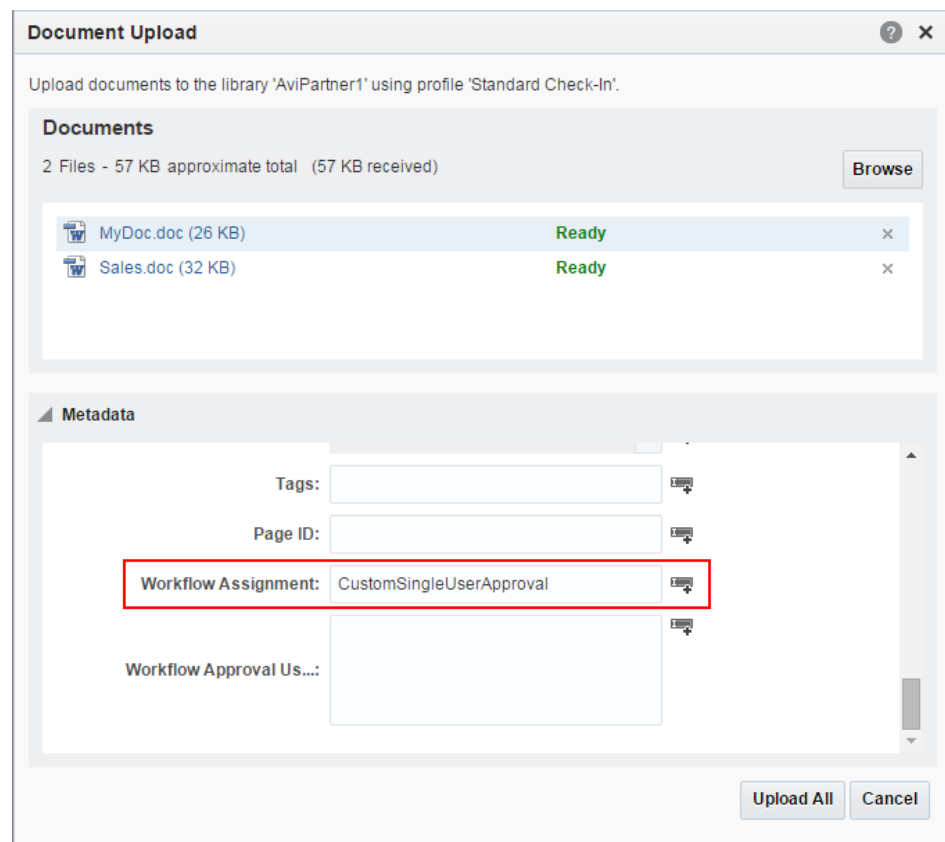 Document Upload
Upload documents to the library 'AviPartner1' using profile 'Standard Check-In'.
Documents
2 Files - 57 KB approximate total (57 KB received)
Browse
MyDoc.doc (26 KB) Ready
Sales.doc (32 KB) Ready
Metadata
Tags:
Page ID:
Workflow Assignment: CustomSingleUserApproval
Workflow Approval Us...:
Upload All Cancel